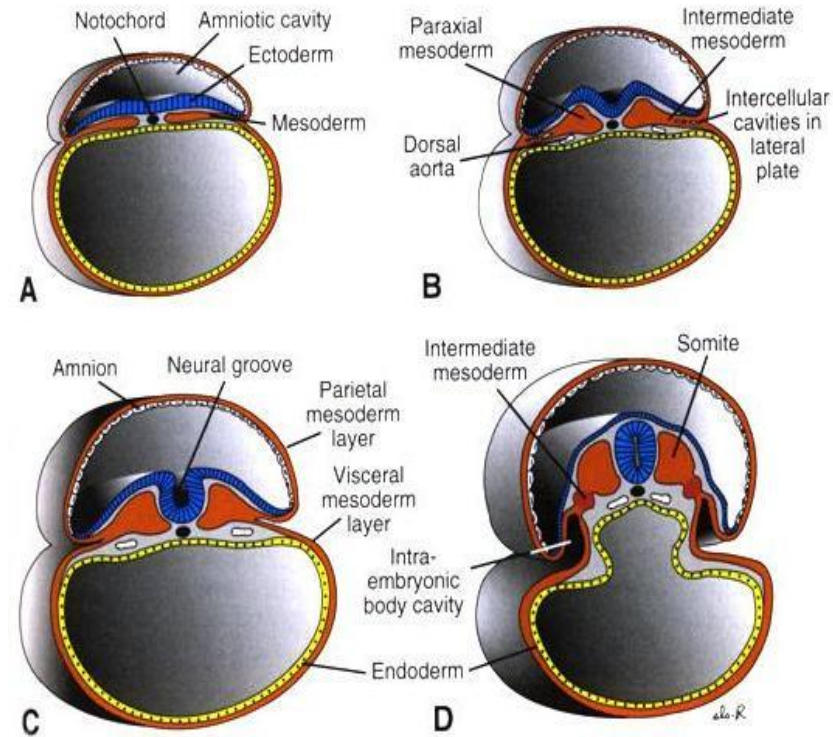 Notochord
Amniotic cavity
Ectoderm
Mesoderm
A
Paraxial
mesoderm
Intermediate
mesoderm
Intercellular
cavities in
lateral
plate
Dorsal
aorta
B
Amnion
Neural groove
Parietal
mesoderm
layer
Visceral
mesoderm
layer
C
Intermediate
mesoderm
Somite
Intra-
embryonic
body cavity
Endoderm
D